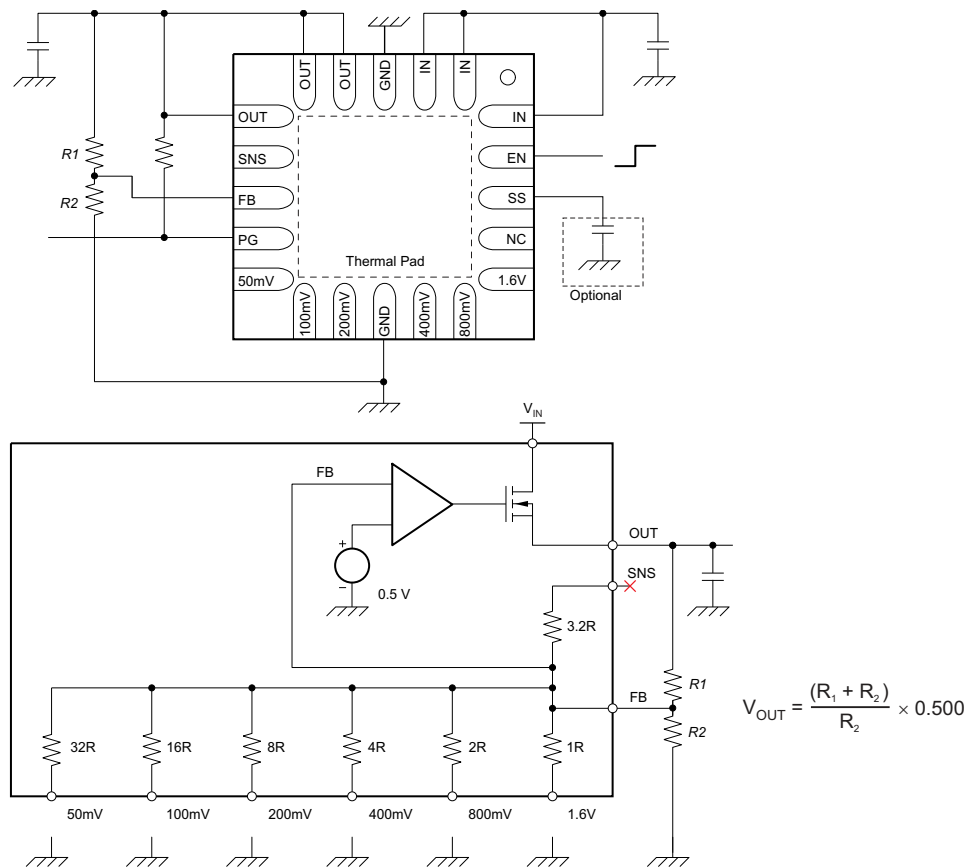 OUT
OUT
GND
IN
IN
OUT
IN
R1
SNS
EN
R2
FB
SS
PG
NC
50mV
Thermal Pad
1.6V
100mV
200mV
GND
400mV
800mV
Optional
VIN
FB
OUT
+
SNS
−
0.5 V
3.2R
FB
R1
VOUT = (R1 + R2) / R2 × 0.500
R2
32R
16R
8R
4R
2R
1R
50mV
100mV
200mV
400mV
800mV
1.6V